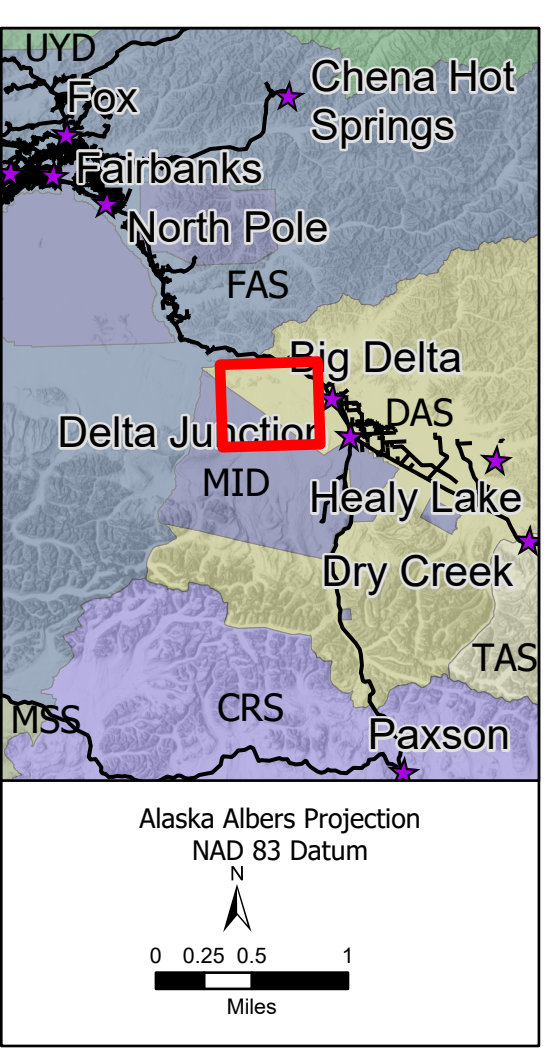 UYD
Fox
Chena Hot
Springs
Fairbanks
North Pole
FAS
Big Delta
DAS
Delta Junction
MID
Healy Lake
Dry Creek
TAS
CRS
MSS
Paxson
Alaska Albers Projection
NAD 83 Datum
N
0 0.25 0.5 1
Miles